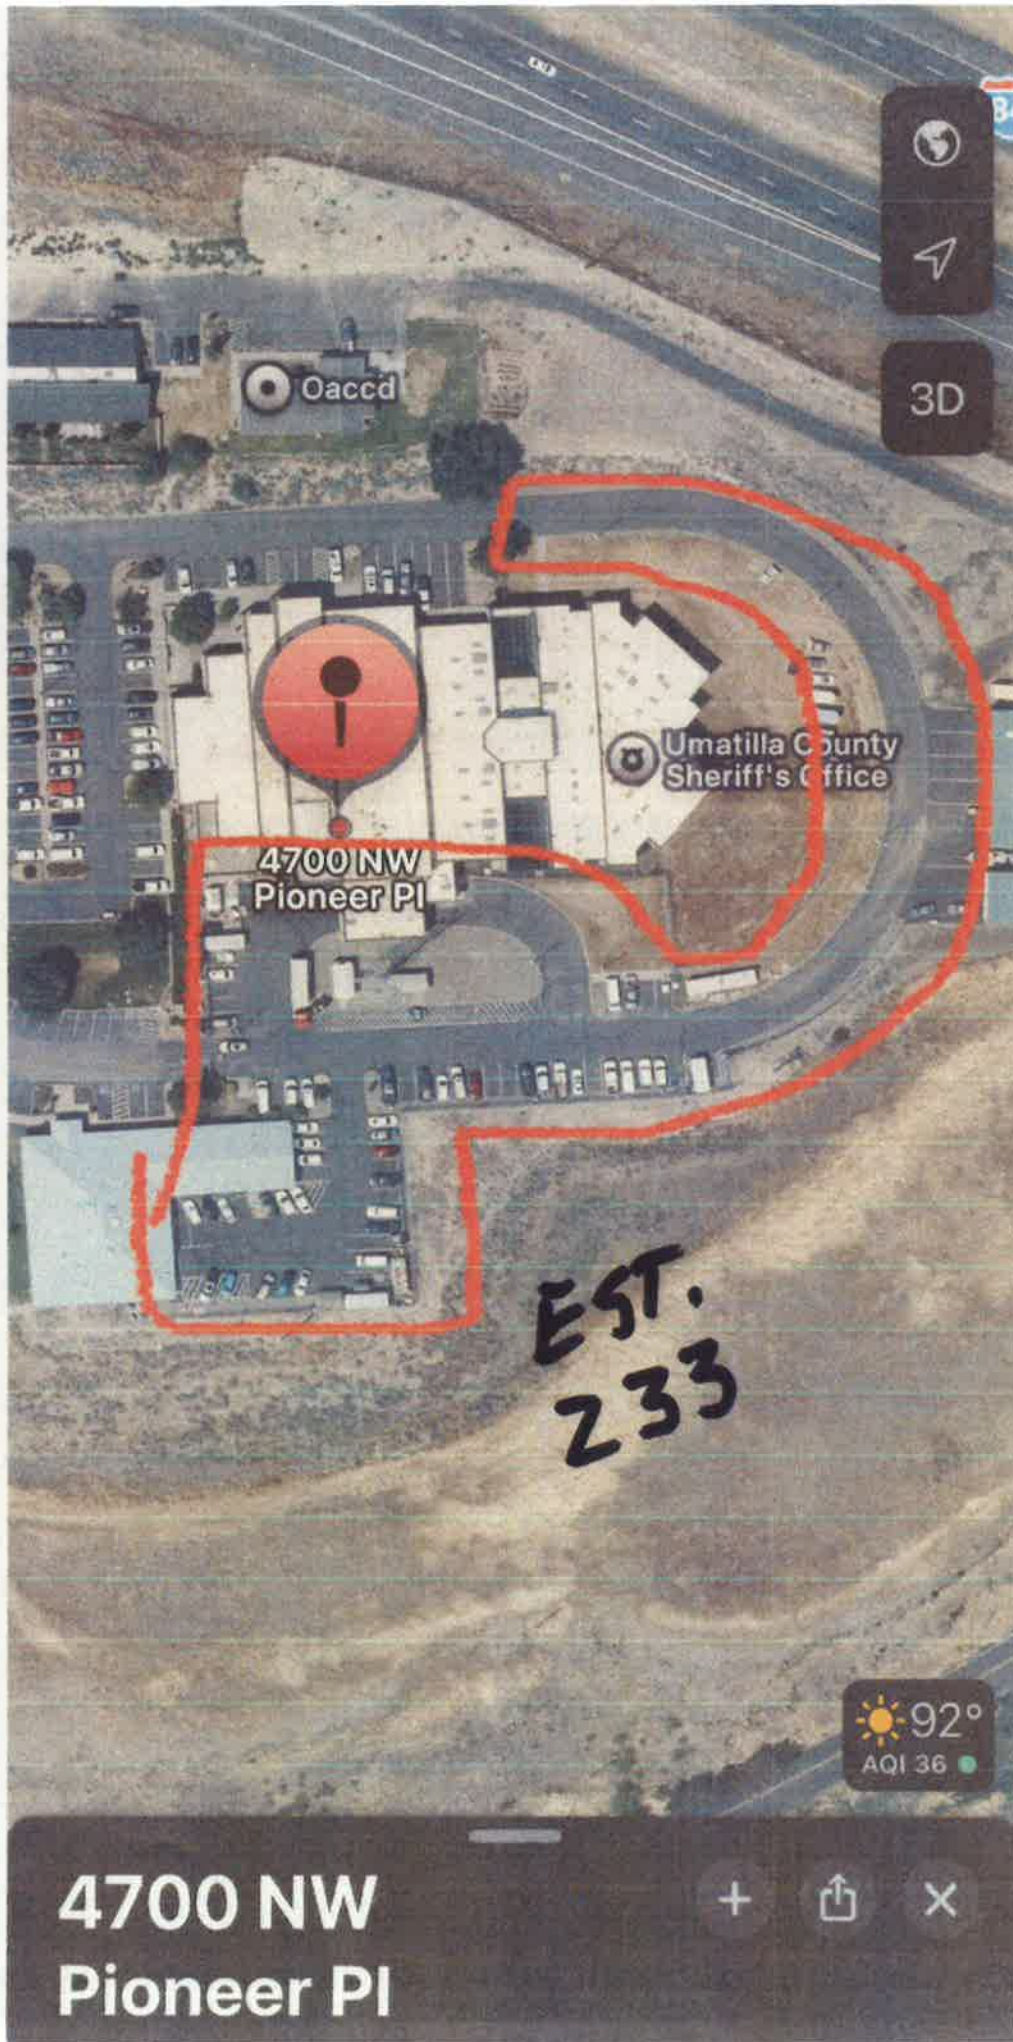 84
3D
Oaccd
Umatilla County
Sheriff's Office
4700 NW
Pioneer Pl
EST.
233
92°
AQI 36
4700 NW
Pioneer Pl